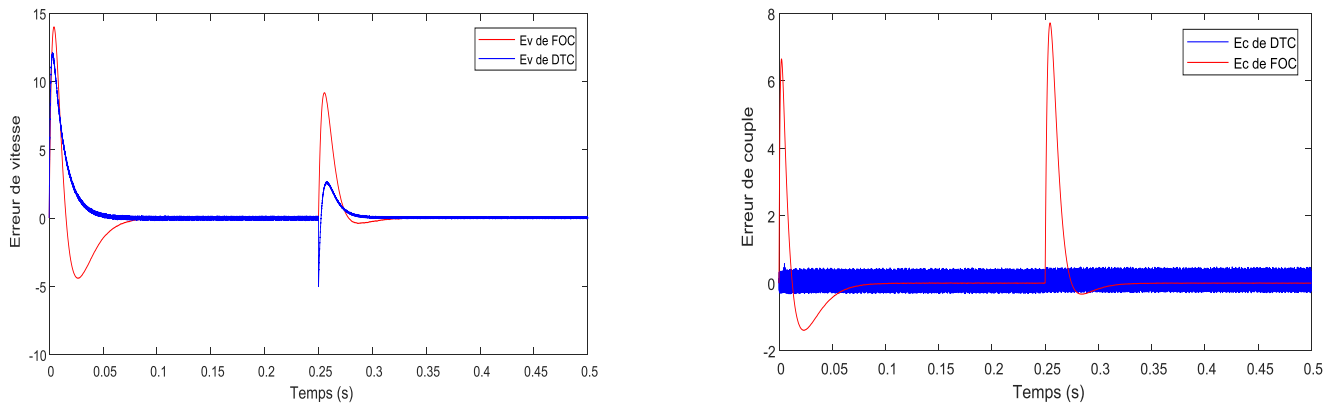 15
10
5
0
-5
-10
Erreur de vitesse
Ev de FOC
Ev de DTC
0 0.05 0.1 0.15 0.2 0.25 0.3 0.35 0.4 0.45 0.5
Temps (s)
8
6
4
2
0
-2
Erreur de couple
Ec de DTC
Ec de FOC
0 0.05 0.1 0.15 0.2 0.25 0.3 0.35 0.4 0.45 0.5
Temps (s)